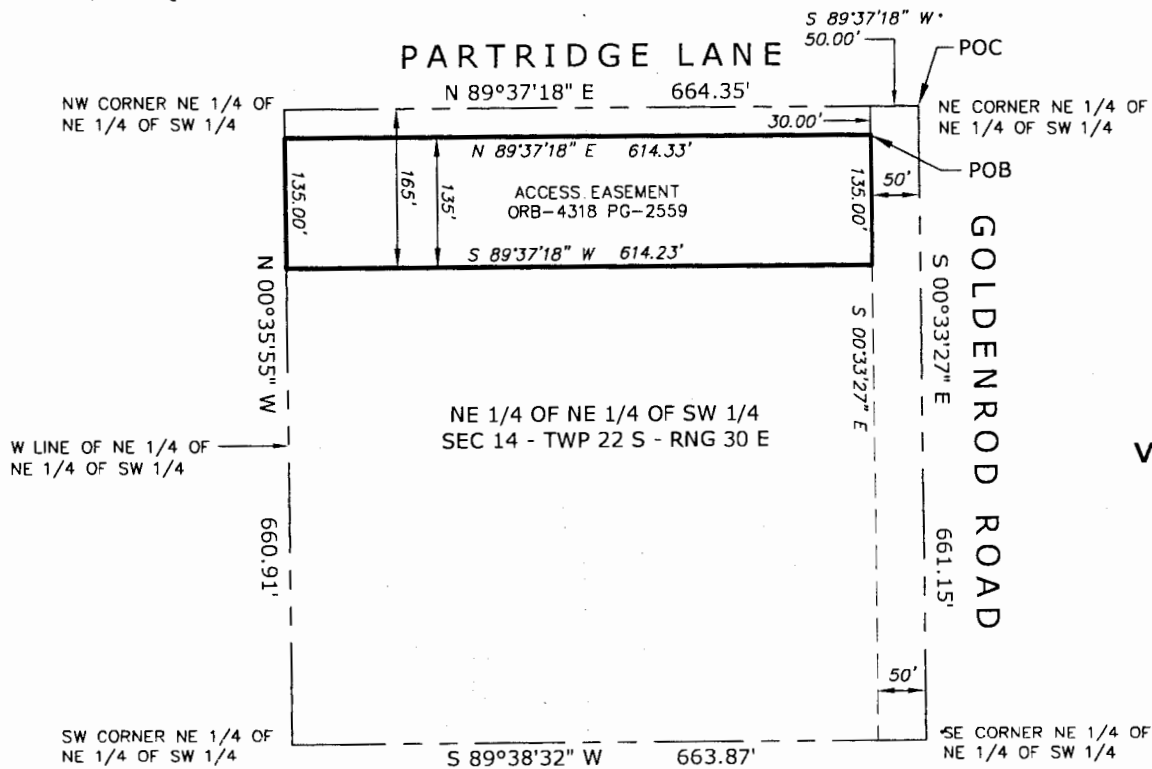 S 89°37'18" W
50.00'
POC
PARTRIDGE LANE
NW CORNER NE 1/4 OF
NE 1/4 OF SW 1/4
N 89°37'18" E 664.35'
NE CORNER NE 1/4 OF
NE 1/4 OF SW 1/4
30.00'
N 89°37'18" E 614.33'
POB
135.00'
165'
135'
ACCESS EASEMENT
ORB-4318 PG-2559
135.00'
50'
S 89°37'18" W 614.23'
GOLDENROD ROAD
N 00°35'55" W
S 00°33'27" E
S 00°33'27" E
NE 1/4 OF NE 1/4 OF SW 1/4
SEC 14 - TWP 22 S - RNG 30 E
W LINE OF NE 1/4 OF
NE 1/4 OF SW 1/4
V
660.91'
661.15'
50'
SW CORNER NE 1/4 OF
NE 1/4 OF SW 1/4
S 89°38'32" W 663.87'
SE CORNER NE 1/4 OF
NE 1/4 OF SW 1/4